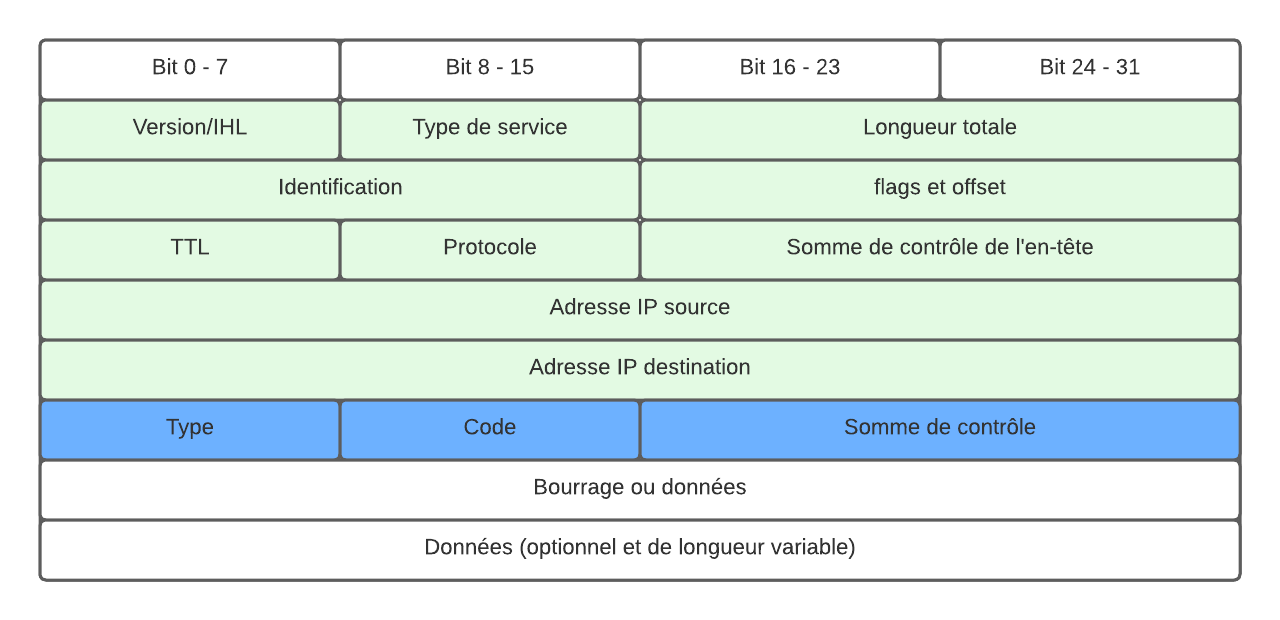 Bit 0 - 7 Bit 8 - 15 Bit 16 - 23 Bit 24 - 31
Version/IHL Type de service Longueur totale
Identification flags et offset
TTL Protocole Somme de contrôle de l'en-tête
Adresse IP source
Adresse IP destination
Type Code Somme de contrôle
Bourrage ou données
Données (optionnel et de longueur variable)